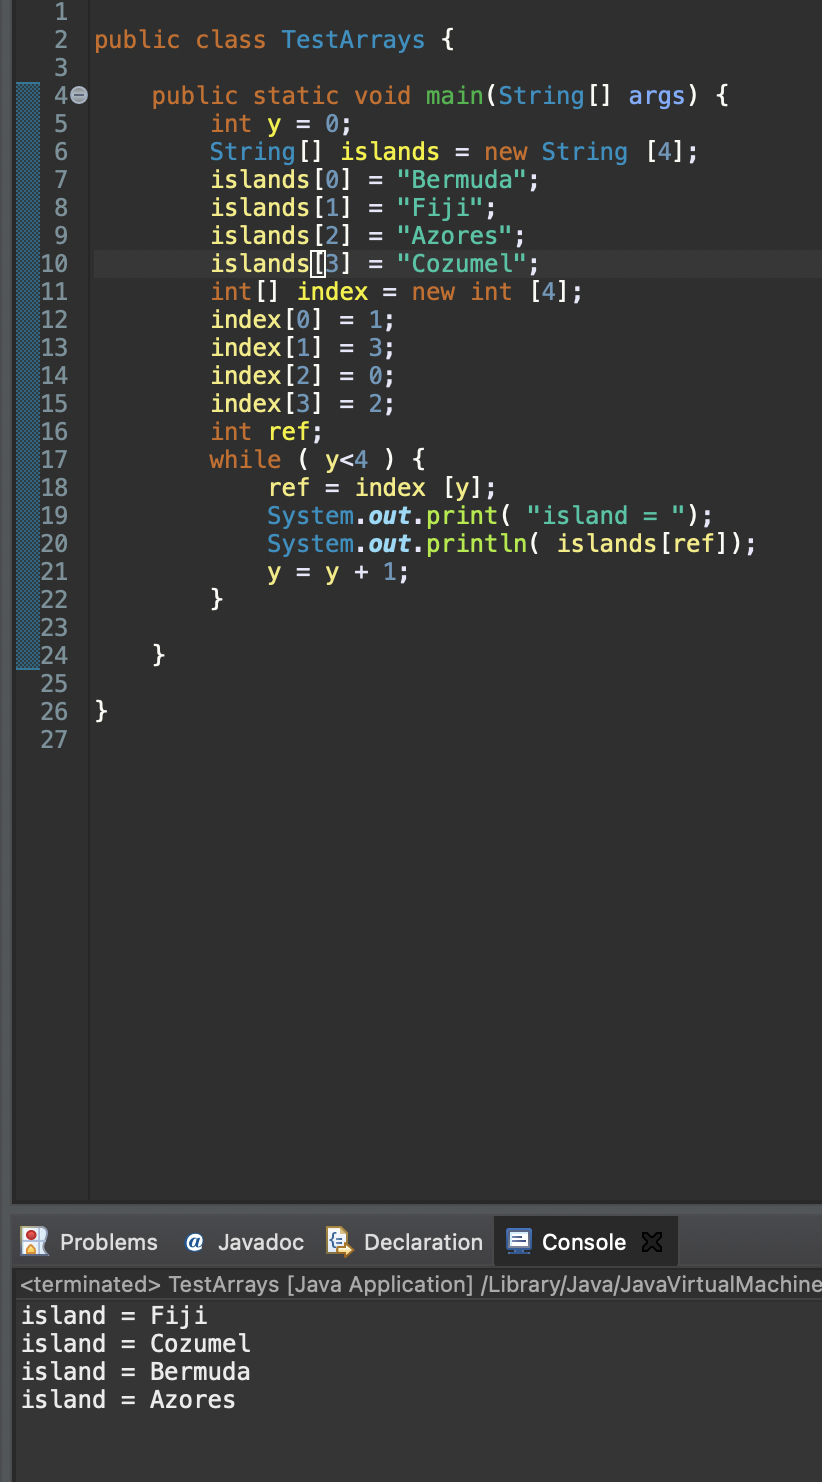 1
2 public class TestArrays {
3
4 public static void main(String[] args) {
5 int y = 0;
6 String[] islands = new String [4];
7 islands[0] = "Bermuda";
8 islands[1] = "Fiji";
9 islands[2] = "Azores";
10 islands[3] = "Cozumel";
11 int[] index = new int [4];
12 index[0] = 1;
13 index[1] = 3;
14 index[2] = 0;
15 index[3] = 2;
16 int ref;
17 while ( y<4 ) {
18 ref = index [y];
19 System.out.print( "island = ");
20 System.out.println( islands[ref]);
21 y = y + 1;
22 }
23
24 }
25
26 }
27
Problems @ Javadoc Declaration Console
<terminated> TestArrays [Java Application] /Library/Java/JavaVirtualMachine
island = Fiji
island = Cozumel
island = Bermuda
island = Azores